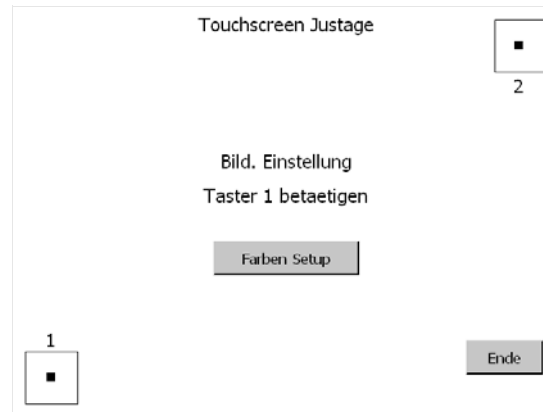 Touchscreen Justage
2
Bild. Einstellung
Taster 1 betaetigen
Farben Setup
1
Ende